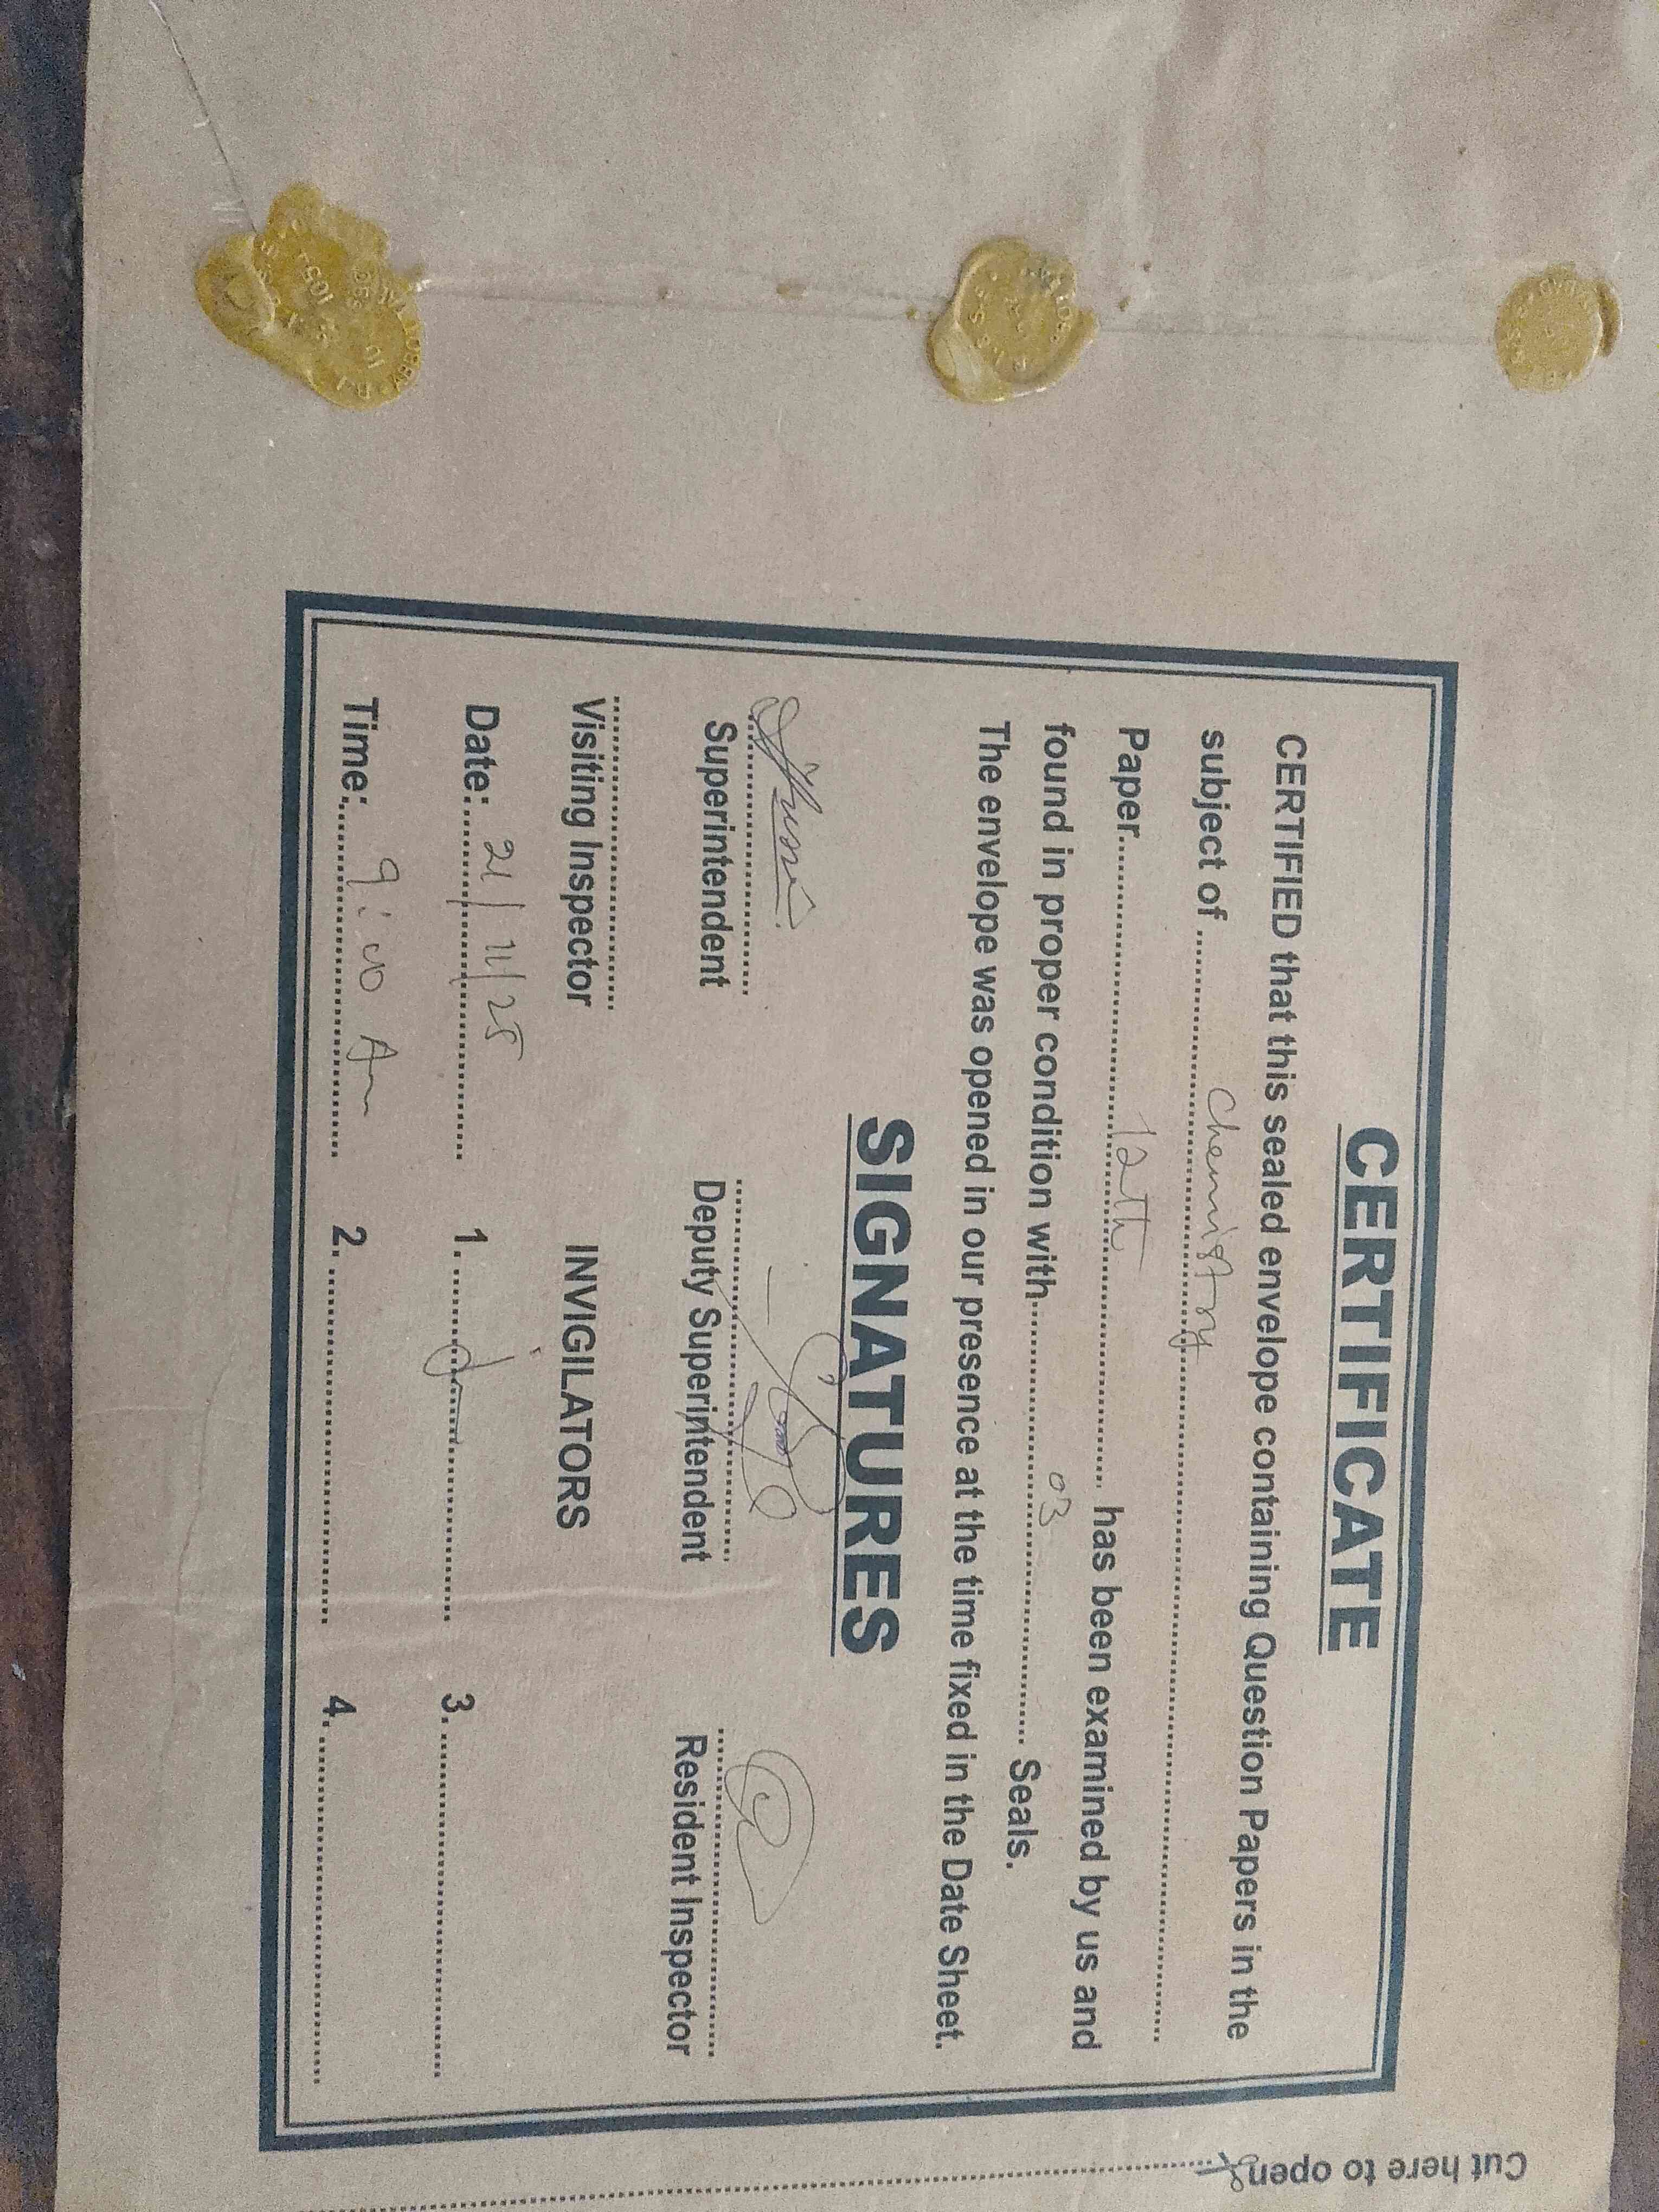 CERTIFICATE
CERTIFIED that this sealed envelope containing Question Papers in the
subject of ........ Chemistry ........
Paper........ 12th ........ has been examined by us and
found in proper condition with........ 03 ........ Seals.
The envelope was opened in our presence at the time fixed in the Date Sheet.
SIGNATURES
Superintendent Deputy Superintendent Resident Inspector
Visiting Inspector INVIGILATORS
Date: 21/11/25 1. 3.
Time: 9:00 Am 2. 4.
Cut here to open